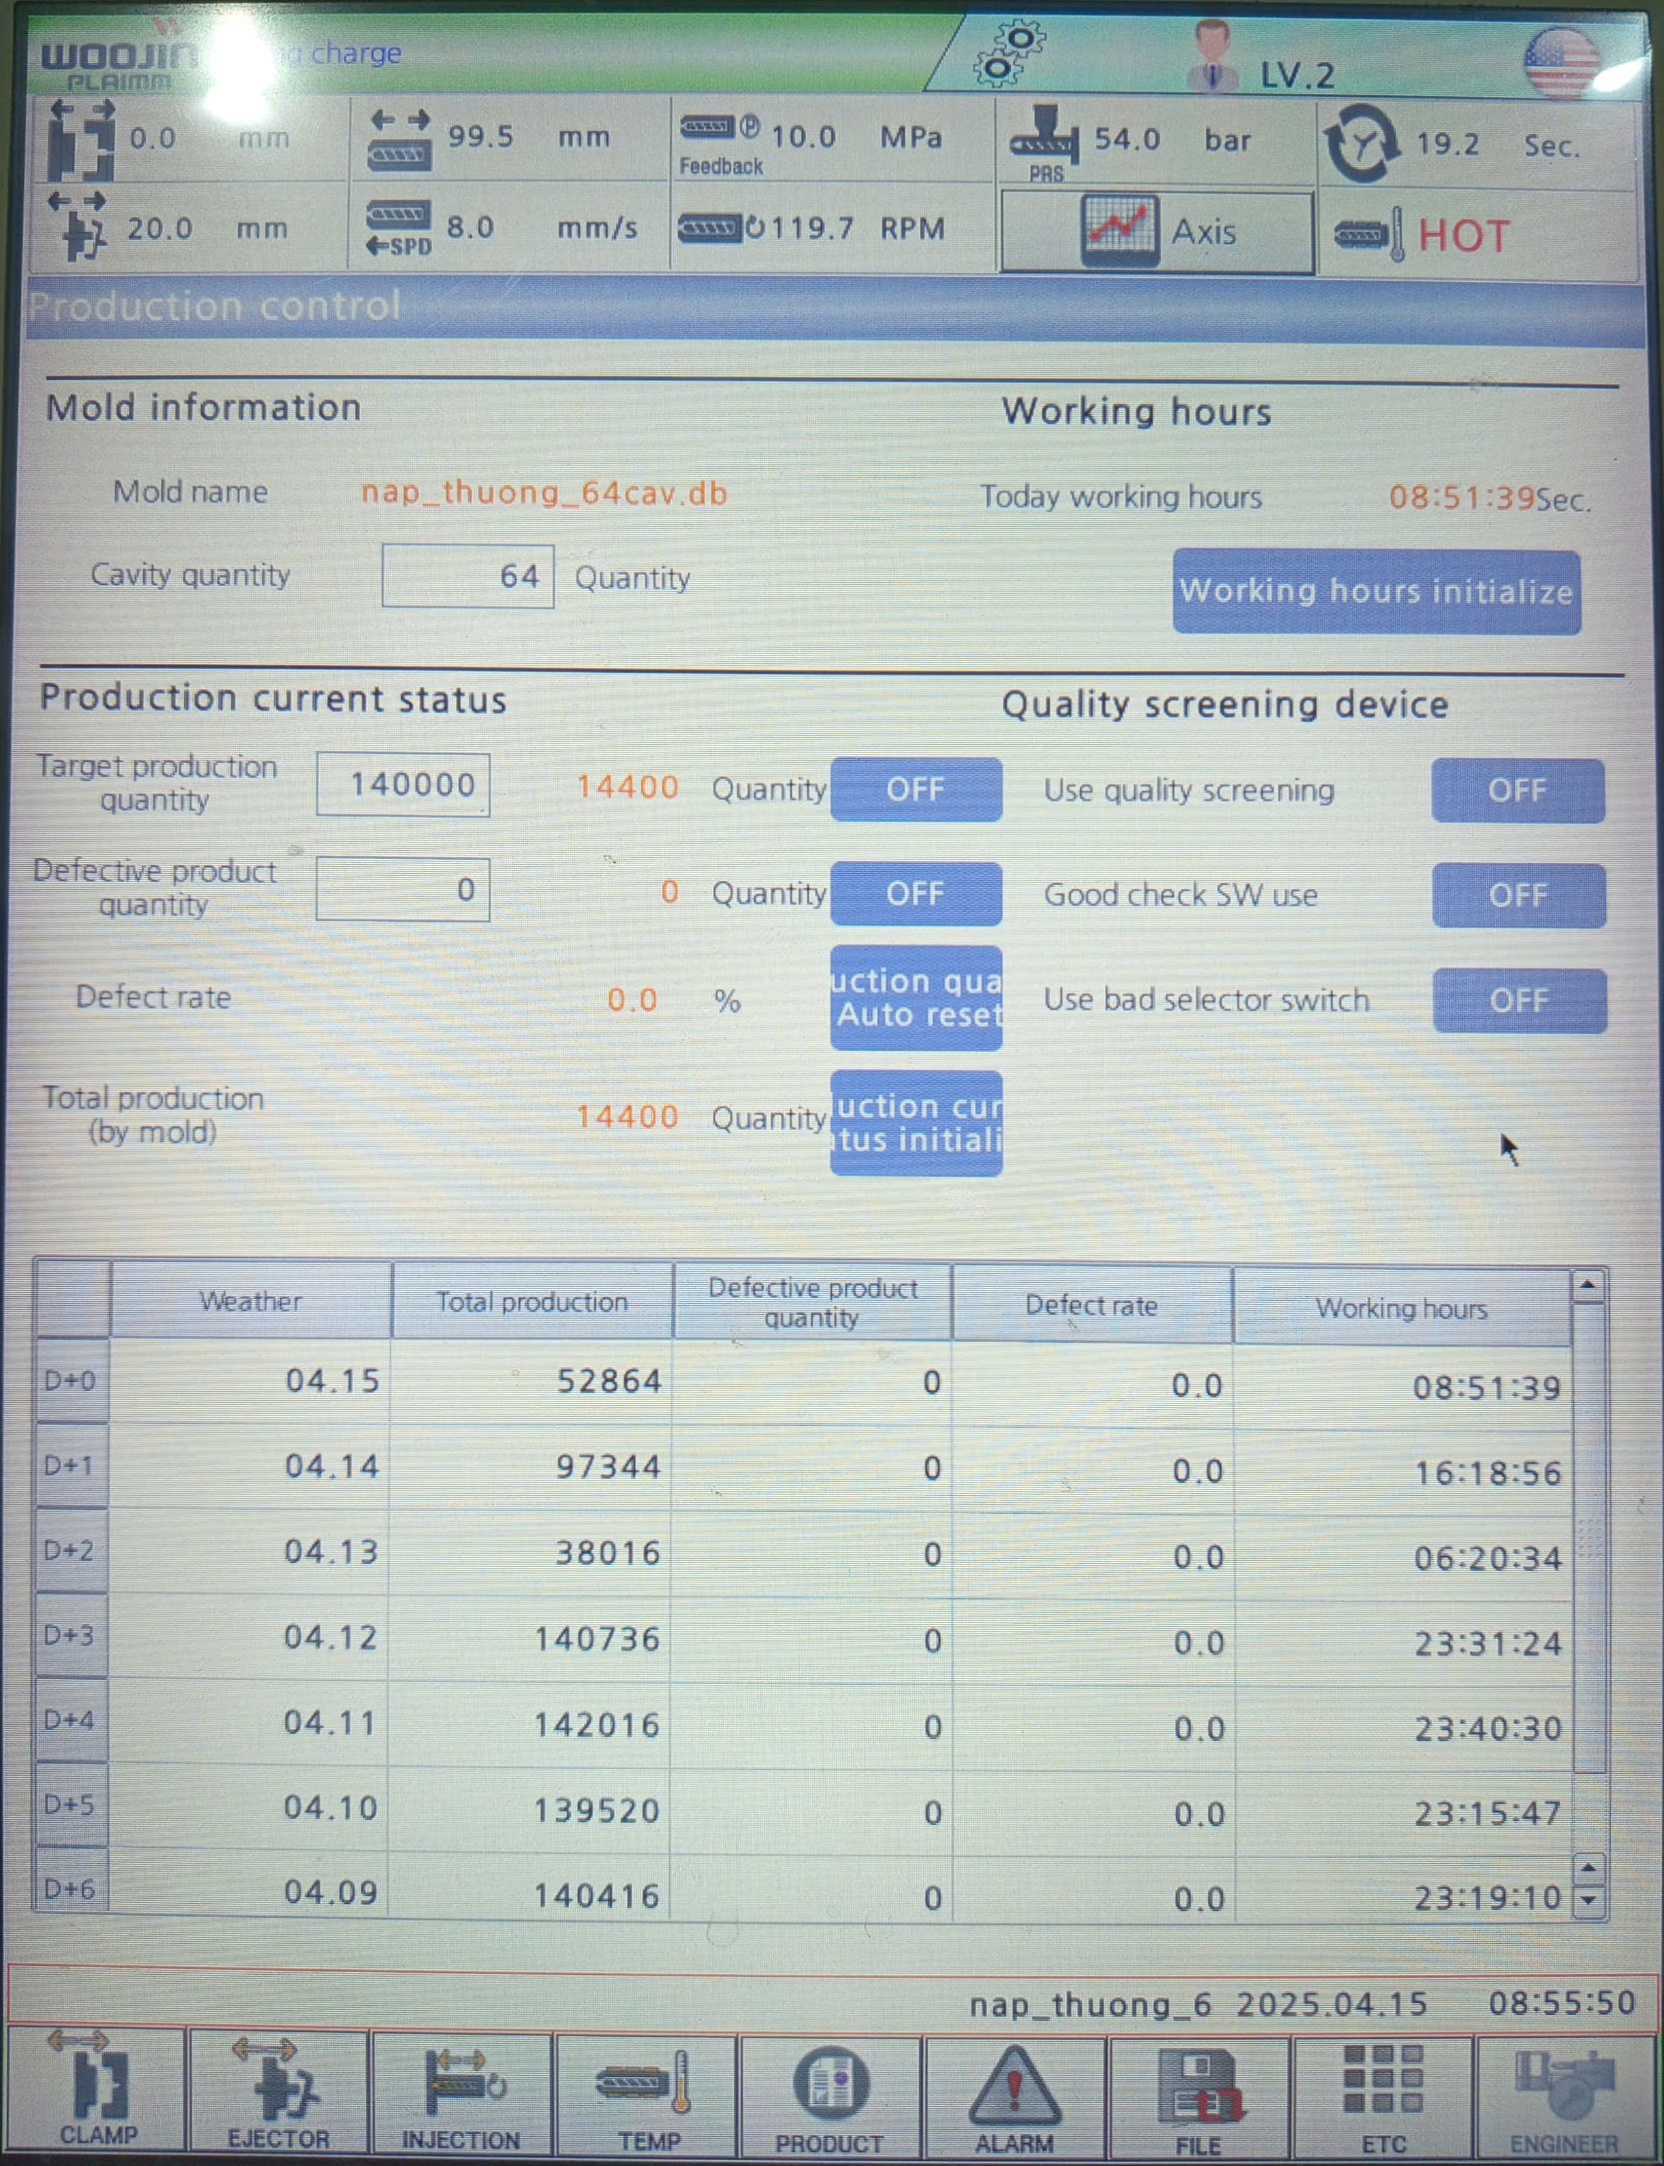 WOOJIN
PLAIMM
charge
LV.2
0.0 mm
99.5 mm
Feedback
10.0 MPa
PRS
54.0 bar
19.2 Sec.
20.0 mm
←SPD
8.0 mm/s
119.7 RPM
Axis
HOT
Production control
Mold information
Working hours
Mold name nap_thuong_64cav.db
Today working hours 08:51:39Sec.
Cavity quantity 64 Quantity
Working hours initialize
Production current status
Quality screening device
Target production
quantity
140000 14400 Quantity OFF
Use quality screening OFF
Defective product
quantity
0 0 Quantity OFF
Good check SW use OFF
Defect rate 0.0 %
uction qua
Auto reset
Use bad selector switch OFF
Total production
(by mold)
14400 Quantity
uction cur
tus initiali
Weather Total production Defective product quantity Defect rate Working hours
D+0 04.15 52864 0 0.0 08:51:39
D+1 04.14 97344 0 0.0 16:18:56
D+2 04.13 38016 0 0.0 06:20:34
D+3 04.12 140736 0 0.0 23:31:24
D+4 04.11 142016 0 0.0 23:40:30
D+5 04.10 139520 0 0.0 23:15:47
D+6 04.09 140416 0 0.0 23:19:10
nap_thuong_6 2025.04.15 08:55:50
CLAMP EJECTOR INJECTION TEMP PRODUCT ALARM FILE ETC ENGINEER